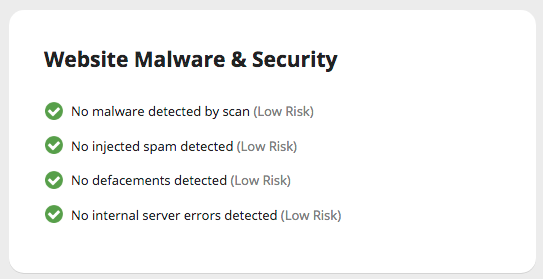 Website Malware & Security
No malware detected by scan (Low Risk)
No injected spam detected (Low Risk)
No defacements detected (Low Risk)
No internal server errors detected (Low Risk)